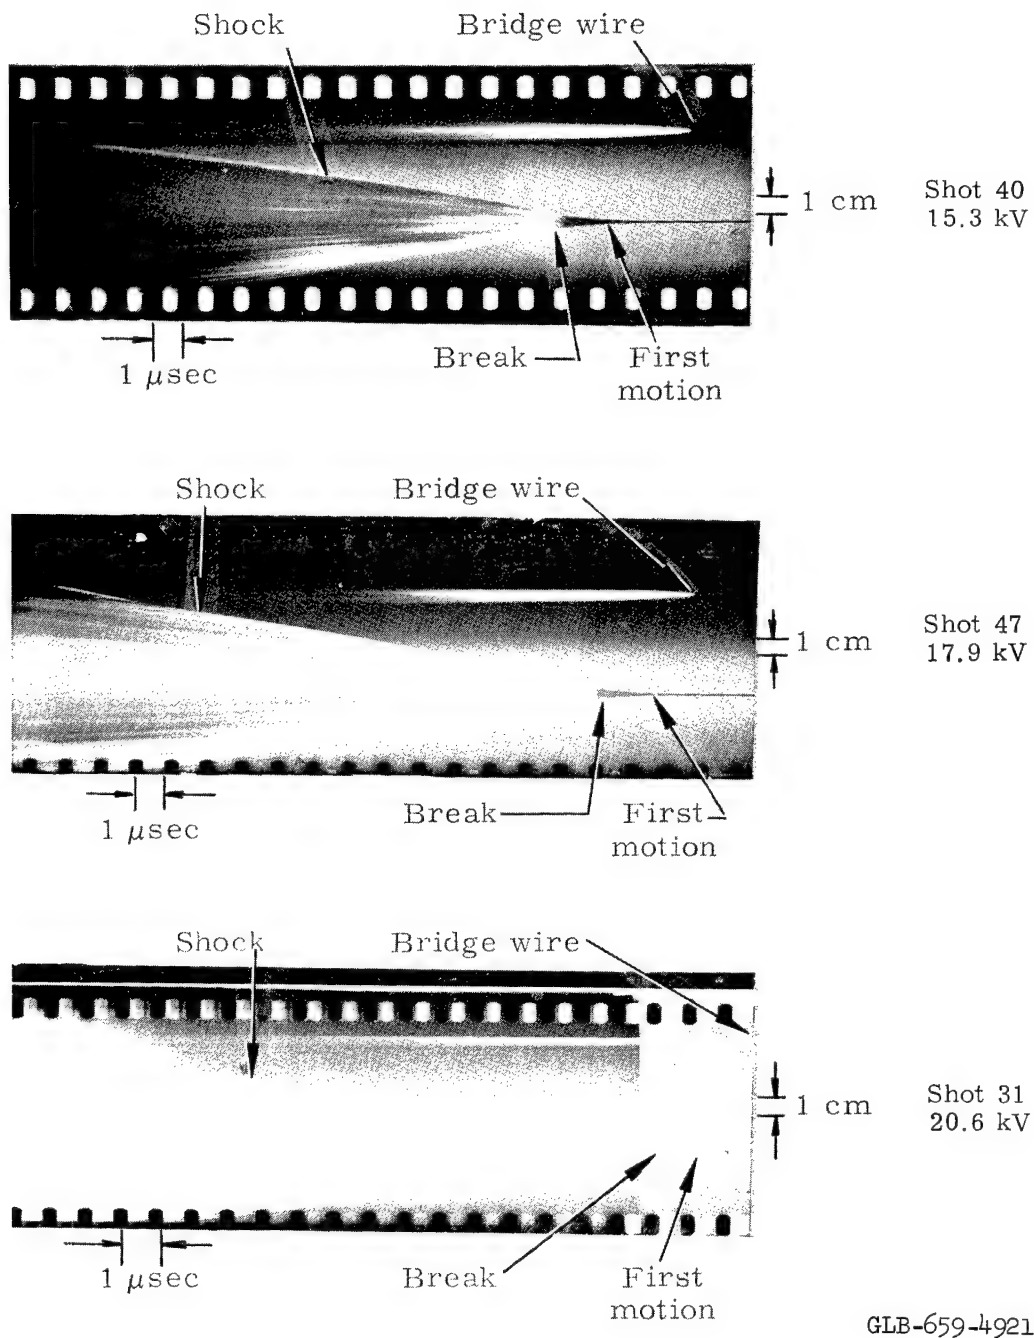 Shock Bridge wire
1 cm
Shot 40
15.3 kV
1 μsec
Break
First
motion
Shock Bridge wire
1 cm
Shot 47
17.9 kV
1 μsec
Break
First
motion
Shock Bridge wire
1 cm
Shot 31
20.6 kV
1 μsec
Break
First
motion
GLB-659-4921